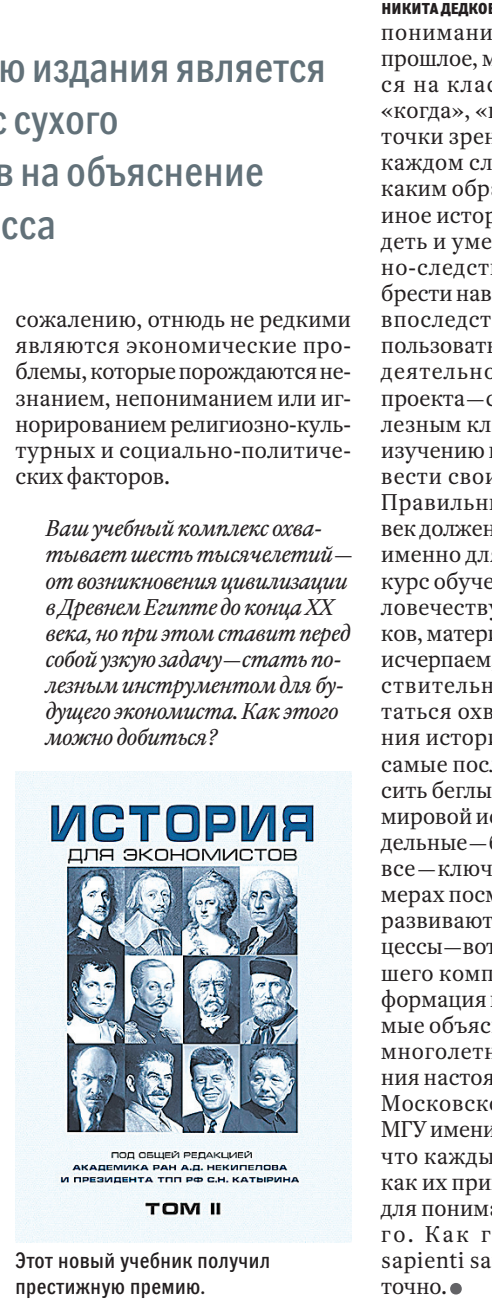 ю издания является
с сухого
в на объяснение
сса
сожалению, отнюдь не редкими
являются экономические про-
блемы, которые порождаются не-
знанием, непониманием или иг-
норированием религиозно-куль-
турных и социально-политиче-
ских факторов.
Ваш учебный комплекс охва-
тывает шесть тысячелетий—
от возникновения цивилизации
в Древнем Египте до конца XX
века, но при этом ставит перед
собой узкую задачу—стать по-
лезным инструментом для бу-
дущего экономиста. Как этого
можно добиться?
ИСТОРИЯ
ДЛЯ ЭКОНОМИСТОВ
ПОД ОБЩЕЙ РЕДАКЦИЕЙ
АКАДЕМИКА РАН А.Д. НЕКИПЕЛОВА
И ПРЕЗИДЕНТА ТПП РФ С.Н. КАТЫРИНА
ТОМ II
Этот новый учебник получил
престижную премию.
НИКИТА ДЕДКОВ
понимани
прошлое, м
ся на клас
«когда», «
точки зрен
каждом сл
каким обра
иное истор
деть и уме
но-следст
брести нав
впоследст
пользовать
деятельно
проекта—с
лезным кл
изучению
вести свои
Правильн
век должен
именно для
курс обуче
ловечеству
ков, матери
исчерпаем
ствительн
таться охв
ния истори
самые посл
сить беглы
мировой ис
дельные—б
все—ключ
мерах посм
развивают
цессы—вот
шего комп
формация
мые объяс
многолетн
ния настоя
Московско
МГУ имени
что кажды
как их при
для понима
го. Как г
sapienti sa
точно.